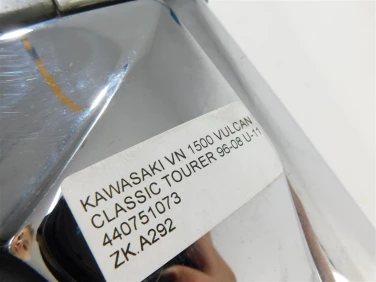 KAWASAKI VN 1500 VULCAN
CLASSIC TOURER 96-08 U-11
440751073
ZK.A292